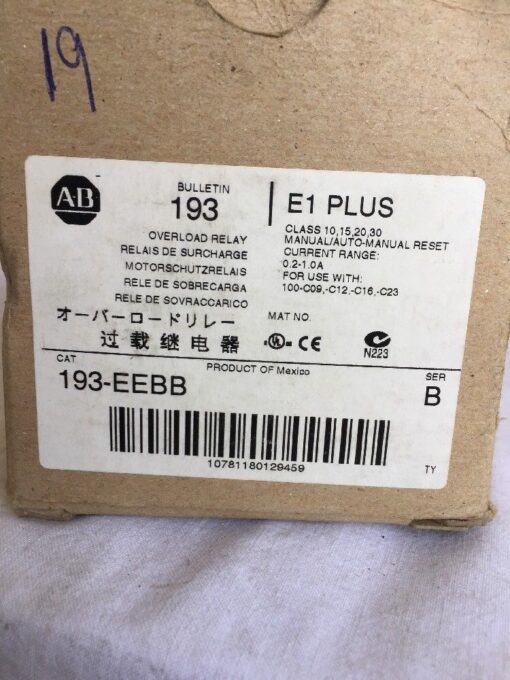 19
AB
BULLETIN
193
E1 PLUS
OVERLOAD RELAY
RELAIS DE SURCHARGE
MOTORSCHUTZRELAIS
RELE DE SOBRECARGA
RELE DE SOVRACCARICO
オーバーロードリレー
过载继电器
CLASS 10,15,20,30
MANUAL/AUTO-MANUAL RESET
CURRENT RANGE:
0.2-1.0A
FOR USE WITH:
100-C09,-C12,-C16,-C23
MAT NO.
UL CE
N223
PRODUCT OF Mexico
CAT
193-EEBB
SER
B
10781180129459
TY